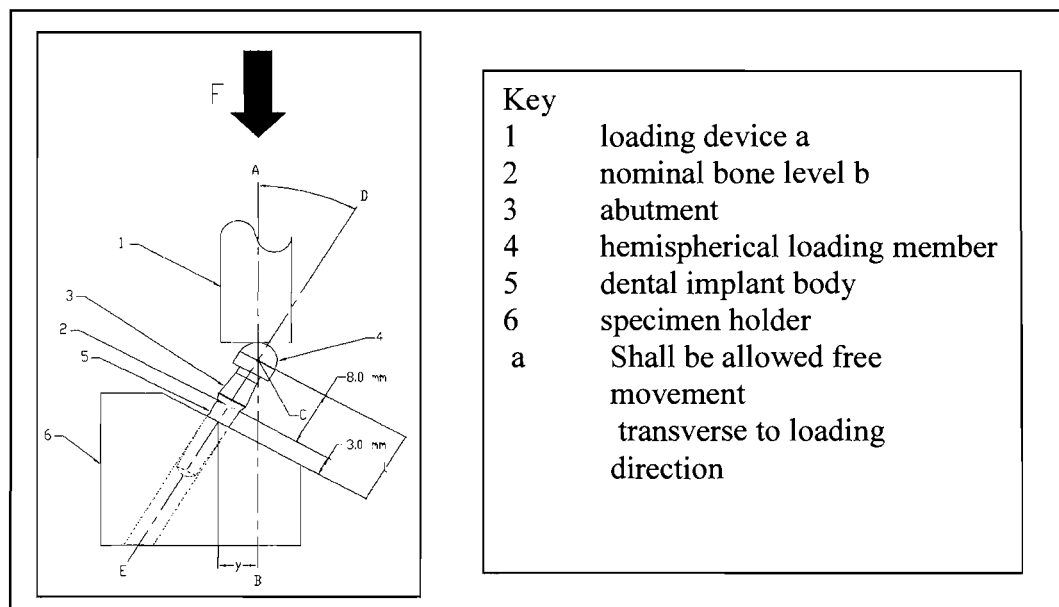 F
A
D
1
3
2
5
4
8.0 mm
C
3.0 mm
L
6
y
E
B
Key
1 loading device a
2 nominal bone level b
3 abutment
4 hemispherical loading member
5 dental implant body
6 specimen holder
a Shall be allowed free
movement
transverse to loading
direction